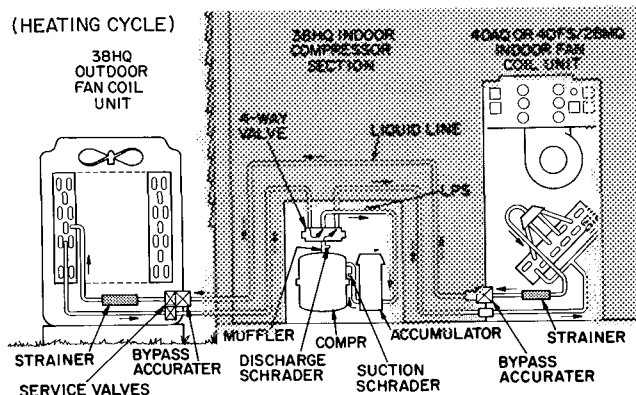 (HEATING CYCLE)
38HQ
OUTDOOR
FAN COIL
UNIT
38HQ INDOOR
COMPRESSOR
SECTION
40AQ OR 40FS/28MQ
INDOOR FAN
COIL UNIT
4-WAY
VALVE
LIQUID LINE
LPS
STRAINER
BYPASS
ACCURATER
SERVICE VALVES
MUFFLER
DISCHARGE
SCHRADER
COMPR
SUCTION
SCHRADER
ACCUMULATOR
BYPASS
ACCURATER
STRAINER